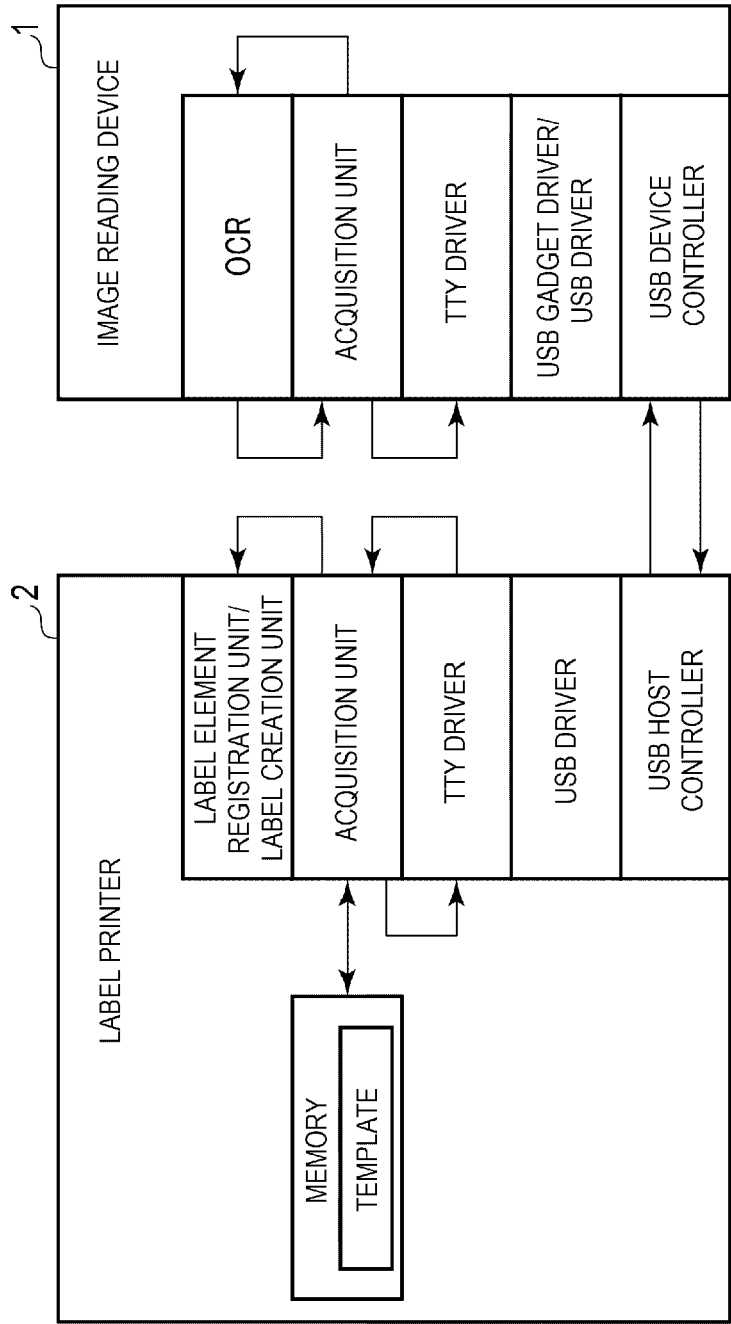 2
LABEL PRINTER
MEMORY
TEMPLATE
LABEL ELEMENT
REGISTRATION UNIT/
LABEL CREATION UNIT
ACQUISITION UNIT
TTY DRIVER
USB DRIVER
USB HOST
CONTROLLER
1
IMAGE READING DEVICE
OCR
ACQUISITION UNIT
TTY DRIVER
USB GADGET DRIVER/
USB DRIVER
USB DEVICE
CONTROLLER